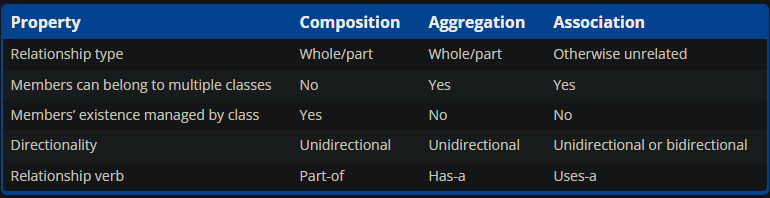 Property Composition Aggregation Association
Relationship type Whole/part Whole/part Otherwise unrelated
Members can belong to multiple classes No Yes Yes
Members’ existence managed by class Yes No No
Directionality Unidirectional Unidirectional Unidirectional or bidirectional
Relationship verb Part-of Has-a Uses-a